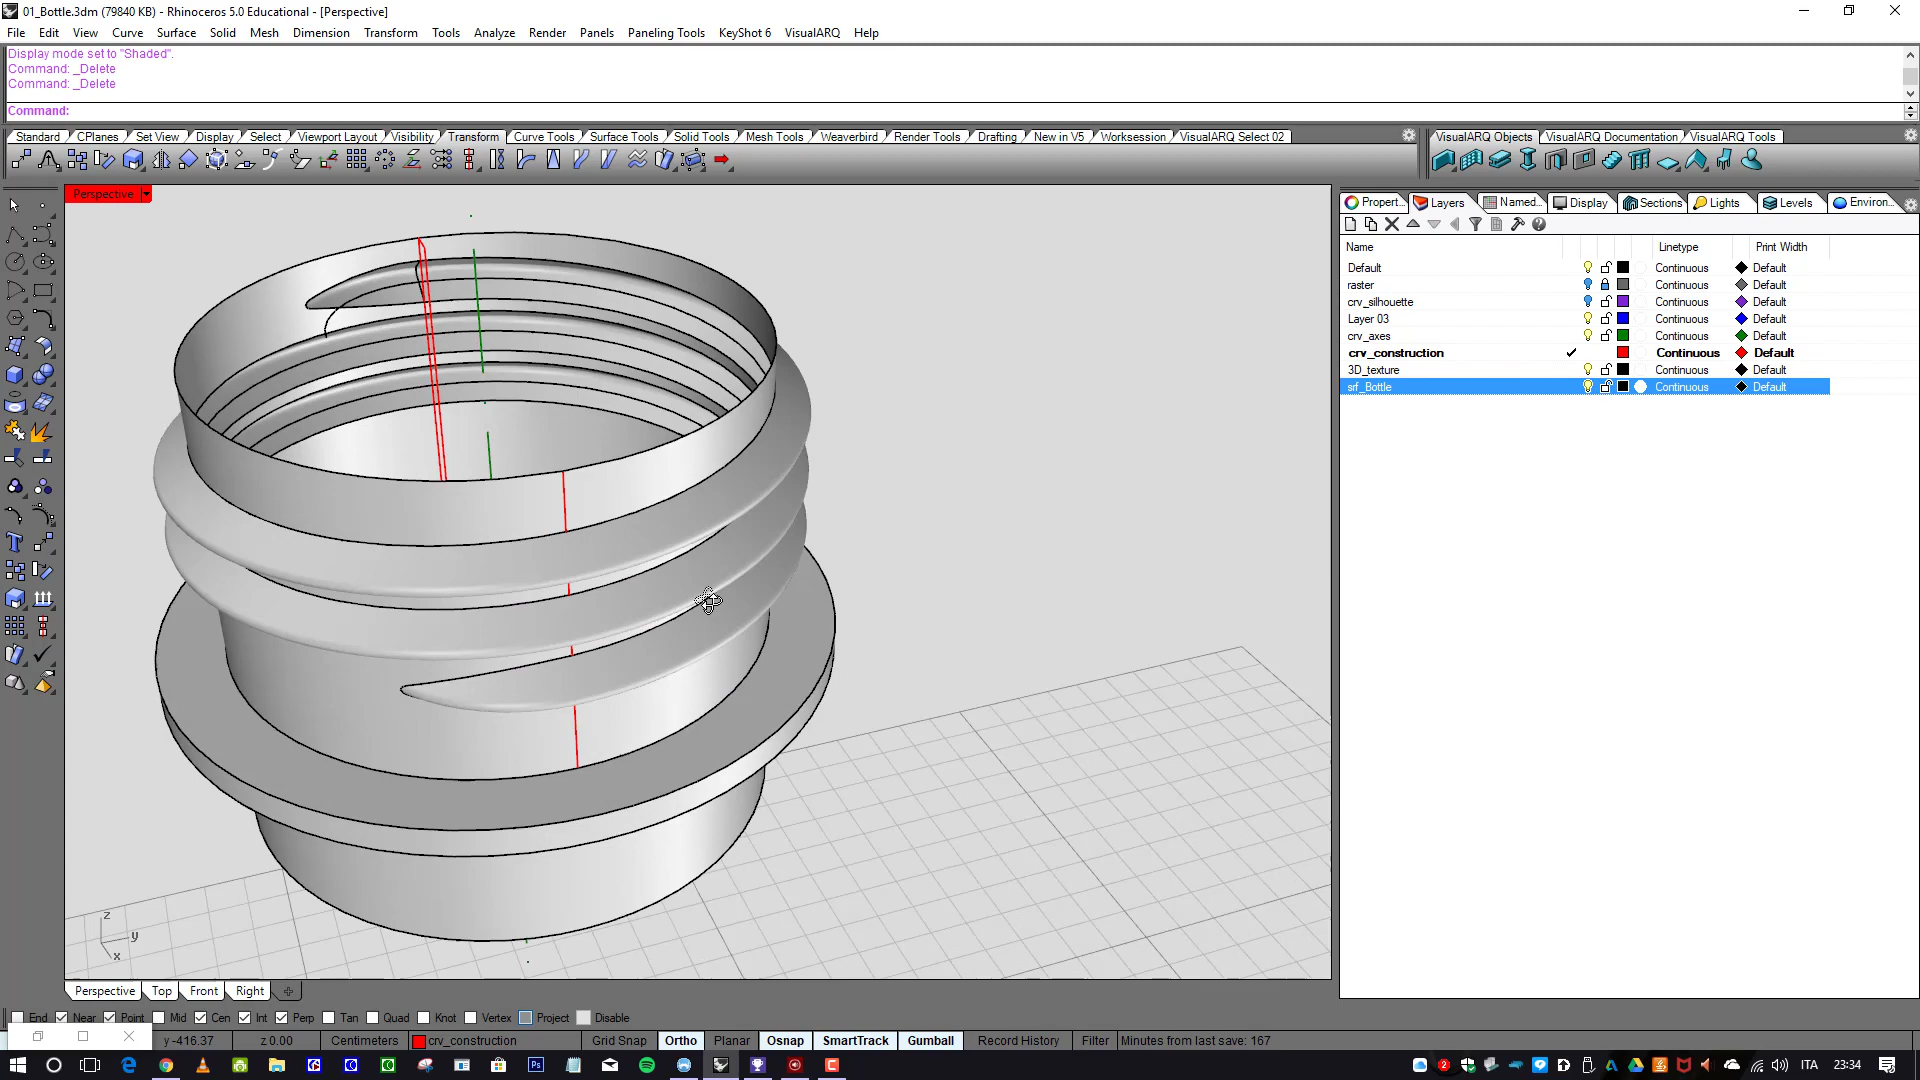 01_Bottle.3dm (79840 KB) - Rhinoceros 5.0 Educational - [Perspective]
File Edit View Curve Surface Solid Mesh Dimension Transform Tools Analyze Render Panels Paneling Tools KeyShot 6 VisualARQ Help
Display mode set to "Shaded".
Command: _Delete
Command: _Delete
Command:
Standard CPlanes Set View Display Select Viewport Layout Visibility Transform Curve Tools Surface Tools Solid Tools Mesh Tools Weaverbird Render Tools Drafting New in V5 Worksession VisualARQ Select 02
VisualARQ Objects VisualARQ Documentation VisualARQ Tools
Perspective
Propert... Layers Named... Display Sections Lights Levels Environ...
Name Linetype Print Width
Default Continuous Default
raster Continuous Default
crv_silhouette Continuous Default
Layer 03 Continuous Default
crv_axes Continuous Default
crv_construction Continuous Default
3D_texture Continuous Default
srf_Bottle Continuous Default
z
y
x
Perspective Top Front Right
End Near Point Mid Cen Int Perp Tan Quad Knot Vertex Project Disable
y -416.37 z 0.00 Centimeters crv_construction Grid Snap Ortho Planar Osnap SmartTrack Gumball Record History Filter Minutes from last save: 167
2 ITA 23:34